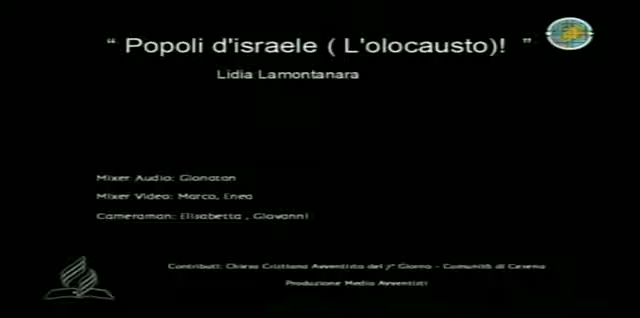 “ Popoli d'israele ( L'olocausto)! ”
Lidia Lamontanara
Mixer Audio: Gionatan
Mixer Video: Marco, Enea
Cameraman: Elisabetta , Giovanni
Contributi: Chiesa Cristiana Avventista del 7° Giorno - Comunità di Cesena
Produzione Media Avventisti